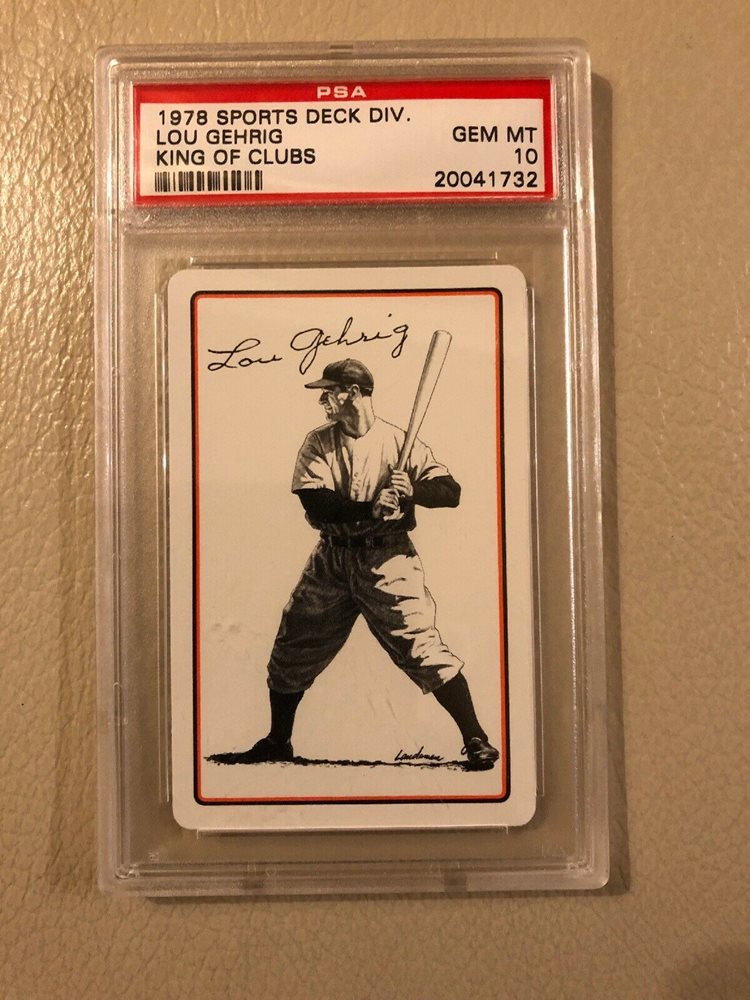 PSA
1978 SPORTS DECK DIV.
LOU GEHRIG GEM MT
KING OF CLUBS 10
20041732
Lou Gehrig